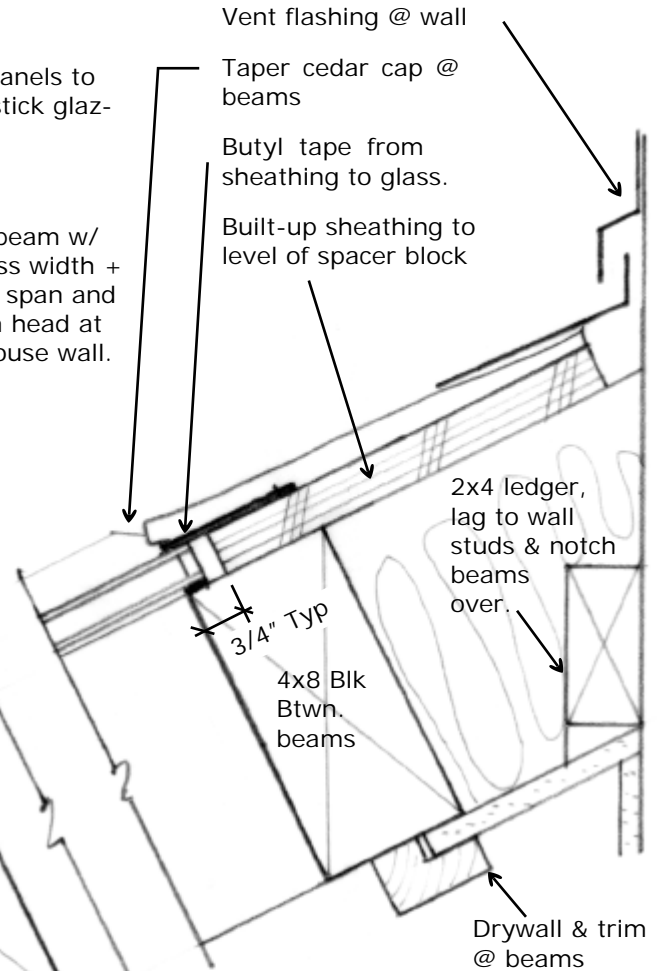 Vent flashing @ wall
anels to
stick glaz-
Taper cedar cap @
beams
Butyl tape from
sheathing to glass.
beam w/
ss width +
span and
head at
ouse wall.
Built-up sheathing to
level of spacer block
2x4 ledger,
lag to wall
studs & notch
beams
over.
3/4" Typ
4x8 Blk
Btwn.
beams
Drywall & trim
@ beams